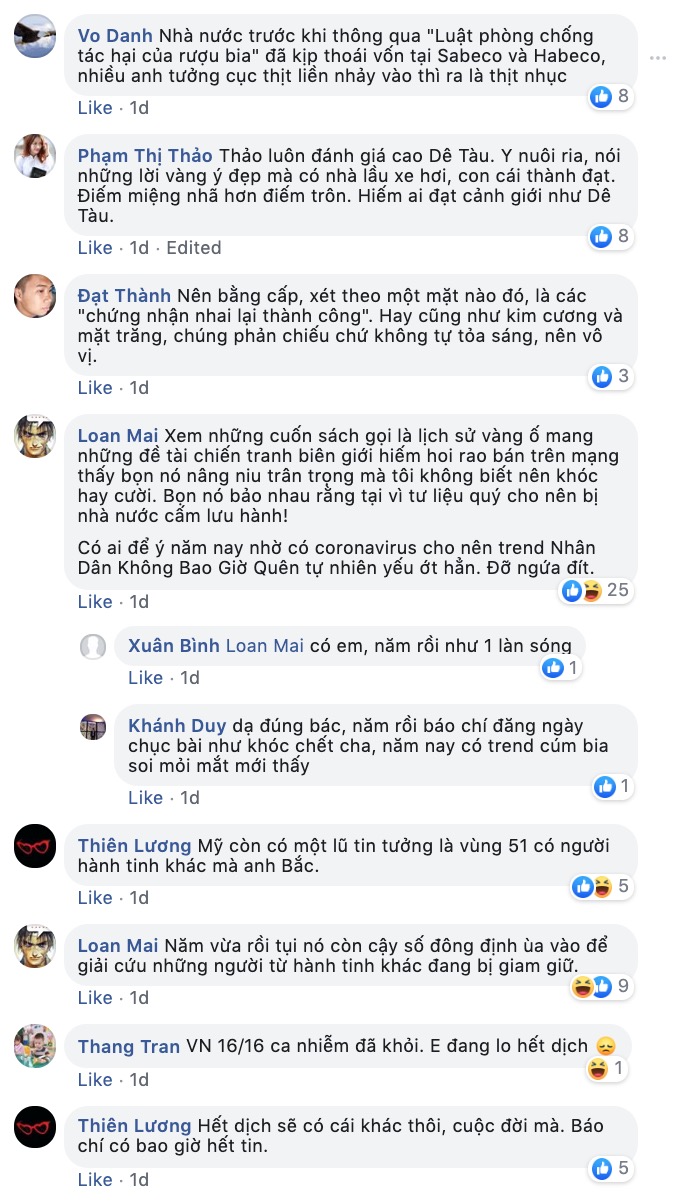 Vo Danh Nhà nước trước khi thông qua "Luật phòng chống
tác hại của rượu bia" đã kịp thoái vốn tại Sabeco và Habeco,
nhiều anh tưởng cục thịt liền nhảy vào thì ra là thịt nhục
8
Like · 1d
Phạm Thị Thảo Thảo luôn đánh giá cao Dê Tàu. Y nuôi ria, nói
những lời vàng ý đẹp mà có nhà lầu xe hơi, con cái thành đạt.
Điếm miệng nhã hơn điếm trôn. Hiếm ai đạt cảnh giới như Dê
Tàu.
8
Like · 1d · Edited
Đạt Thành Nên bằng cấp, xét theo một mặt nào đó, là các
"chứng nhận nhai lại thành công". Hay cũng như kim cương và
mặt trăng, chúng phản chiếu chứ không tự tỏa sáng, nên vô
vị.
3
Like · 1d
Loan Mai Xem những cuốn sách gọi là lịch sử vàng ố mang
những đề tài chiến tranh biên giới hiếm hoi rao bán trên mạng
thấy bọn nó nâng niu trân trọng mà tôi không biết nên khóc
hay cười. Bọn nó bảo nhau rằng tại vì tư liệu quý cho nên bị
nhà nước cấm lưu hành!
Có ai để ý năm nay nhờ có coronavirus cho nên trend Nhân
Dân Không Bao Giờ Quên tự nhiên yếu ớt hẳn. Đỡ ngứa đít.
25
Like · 1d
Xuân Bình Loan Mai có em, năm rồi như 1 làn sóng
1
Like · 1d
Khánh Duy dạ đúng bác, năm rồi báo chí đăng ngày
chục bài như khóc chết cha, năm nay có trend cúm bia
soi mỏi mắt mới thấy
1
Like · 1d
Thiên Lương Mỹ còn có một lũ tin tưởng là vùng 51 có người
hành tinh khác mà anh Bắc.
5
Like · 1d
Loan Mai Năm vừa rồi tụi nó còn cậy số đông định ùa vào để
giải cứu những người từ hành tinh khác đang bị giam giữ.
9
Like · 1d
Thang Tran VN 16/16 ca nhiễm đã khỏi. E đang lo hết dịch 😞
1
Like · 1d
Thiên Lương Hết dịch sẽ có cái khác thôi, cuộc đời mà. Báo
chí có bao giờ hết tin.
5
Like · 1d